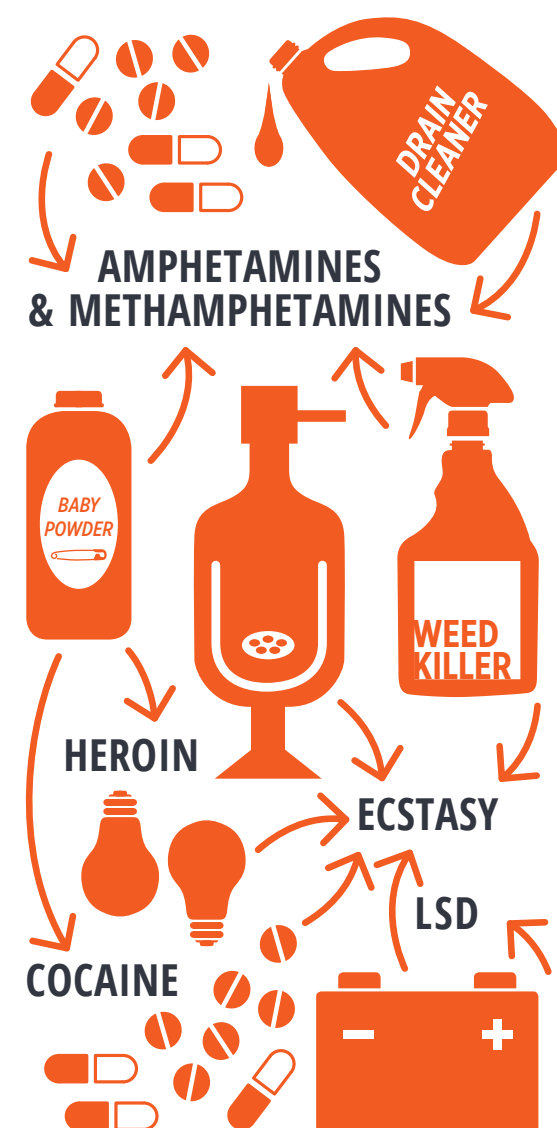 DRAIN
CLEANER
AMPHETAMINES
& METHAMPHETAMINES
BABY
POWDER
WEED
KILLER
HEROIN
ECSTASY
LSD
COCAINE